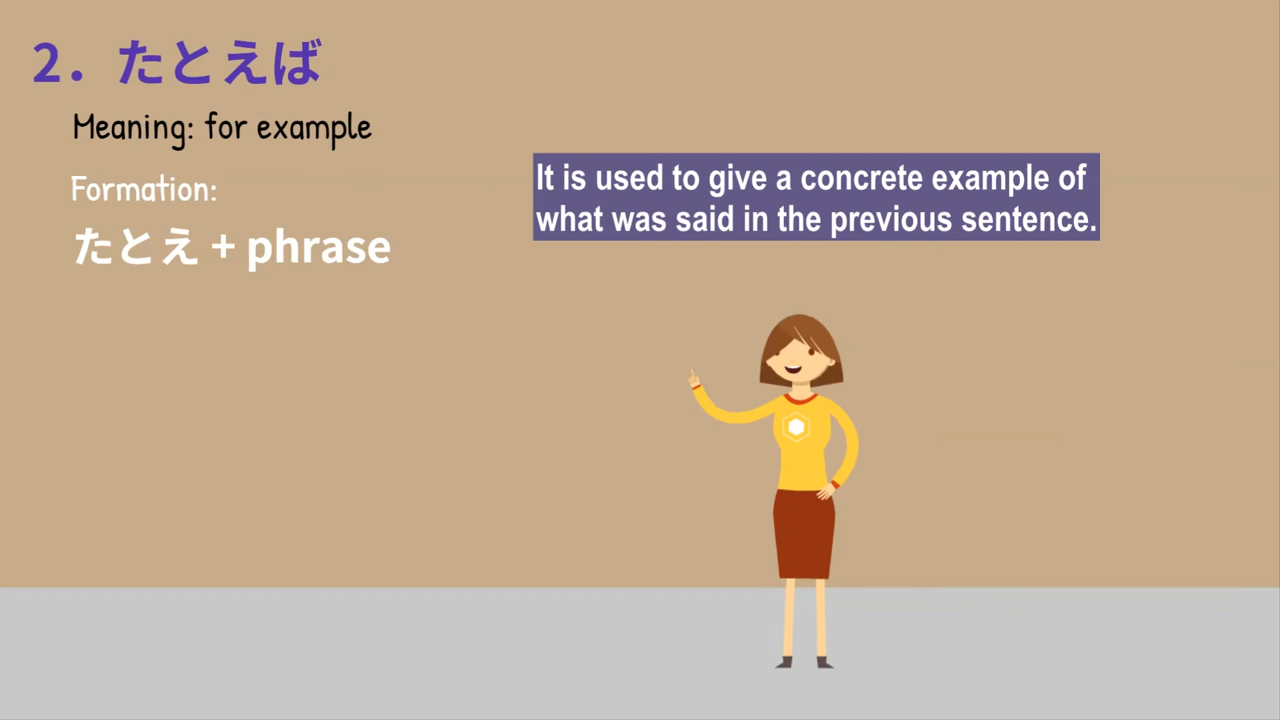 2. たとえば
Meaning: for example
Formation:
たとえ + phrase
It is used to give a concrete example of
what was said in the previous sentence.